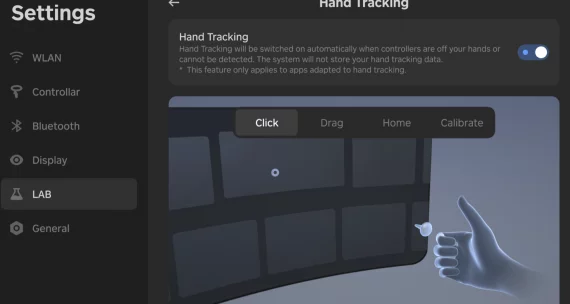 Settings
Hand Tracking
WLAN
Controllar
Bluetooth
Display
LAB
General
Hand Tracking
Hand Tracking will be switched on automatically when controllers are off your hands or
cannot be detected. The system will not store your hand tracking data.
* This feature only applies to apps adapted to hand tracking.
Click
Drag
Home
Calibrate